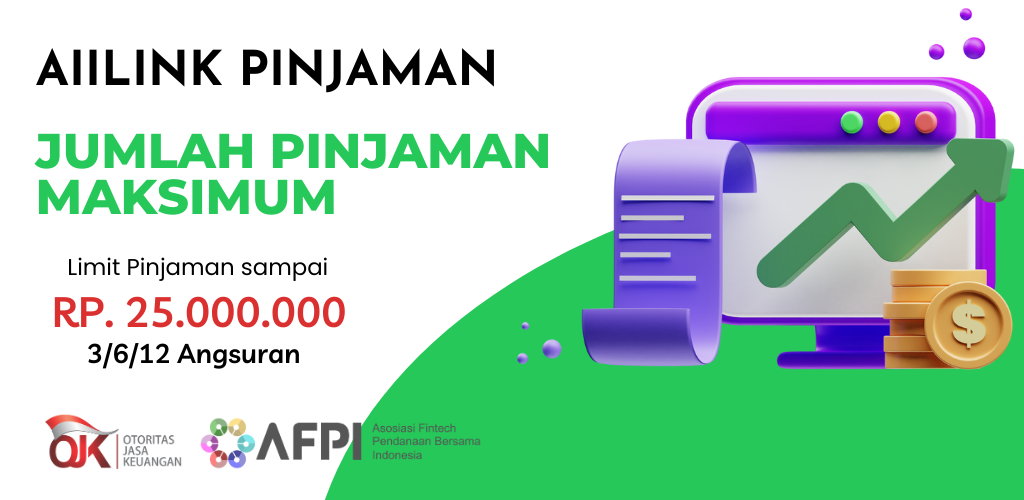 AIILINK PINJAMAN
JUMLAH PINJAMAN
MAKSIMUM
Limit Pinjaman sampai
RP. 25.000.000
3/6/12 Angsuran
OJK
OTORITAS
JASA
KEUANGAN
AFPI
Asosiasi Fintech
Pendanaan Bersama
Indonesia
$